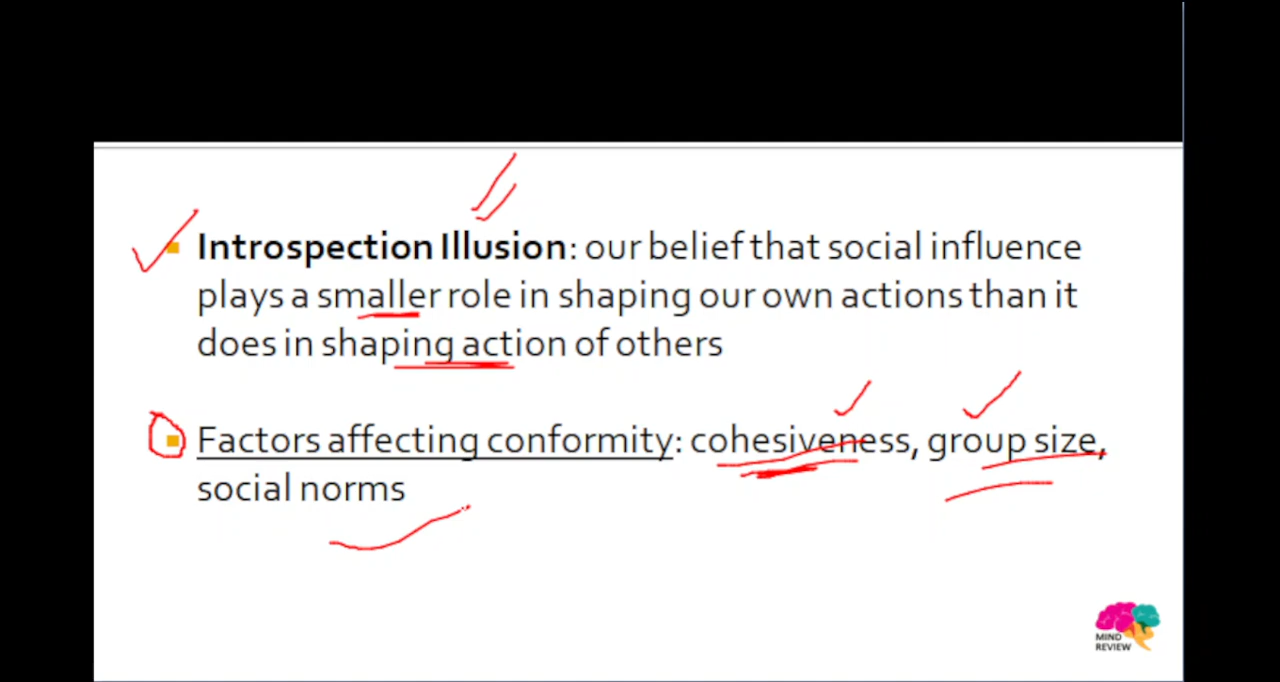 Introspection Illusion: our belief that social influence
plays a smaller role in shaping our own actions than it
does in shaping action of others
Factors affecting conformity: cohesiveness, group size,
social norms
MIND
REVIEW